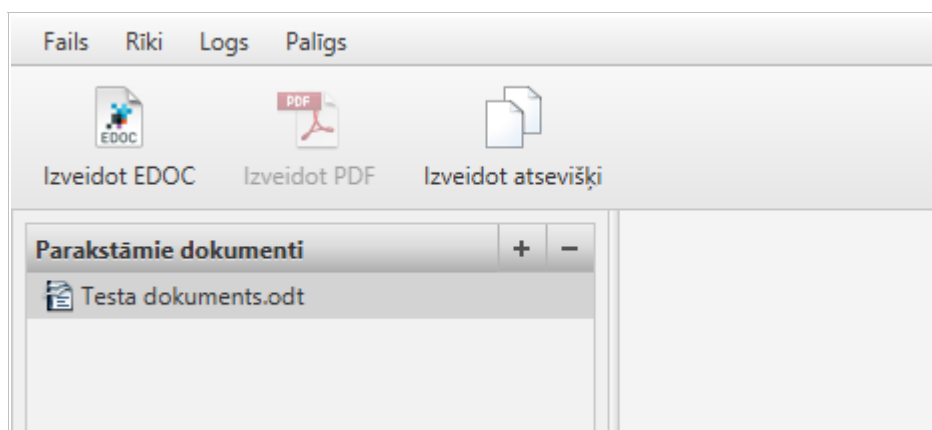 Fails Rīki Logs Palīgs
EDOC PDF
Izveidot EDOC Izveidot PDF Izveidot atsevišķi
Parakstāmie dokumenti + −
Testa dokuments.odt